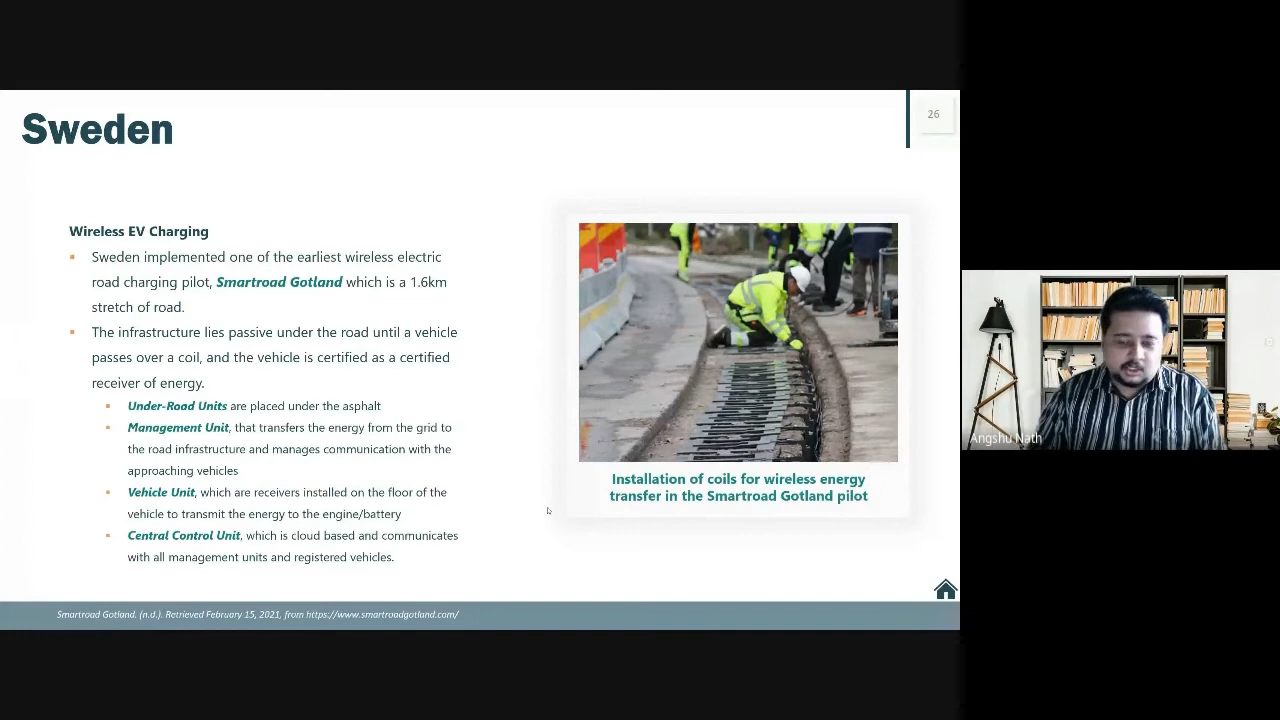 Sweden
26
Wireless EV Charging
Sweden implemented one of the earliest wireless electric
road charging pilot, Smartroad Gotland which is a 1.6km
stretch of road.
The infrastructure lies passive under the road until a vehicle
passes over a coil, and the vehicle is certified as a certified
receiver of energy.
Under-Road Units are placed under the asphalt
Management Unit, that transfers the energy from the grid to
the road infrastructure and manages communication with the
approaching vehicles
Vehicle Unit, which are receivers installed on the floor of the
vehicle to transmit the energy to the engine/battery
Central Control Unit, which is cloud based and communicates
with all management units and registered vehicles.
Installation of coils for wireless energy
transfer in the Smartroad Gotland pilot
Smartroad Gotland. (n.d.). Retrieved February 15, 2021, from https://www.smartroadgotland.com/
Angshu Nath